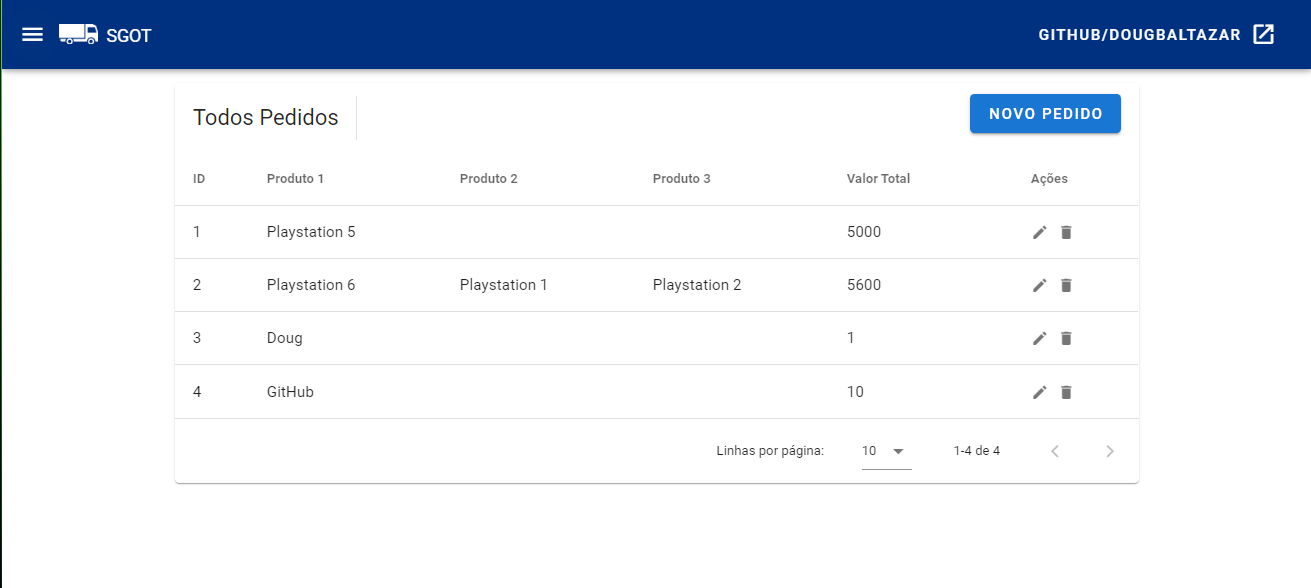 SGOT GITHUB/DOUGBALTAZAR
Todos Pedidos NOVO PEDIDO
ID Produto 1 Produto 2 Produto 3 Valor Total Ações
1 Playstation 5 5000
2 Playstation 6 Playstation 1 Playstation 2 5600
3 Doug 1
4 GitHub 10
Linhas por página: 10 1-4 de 4